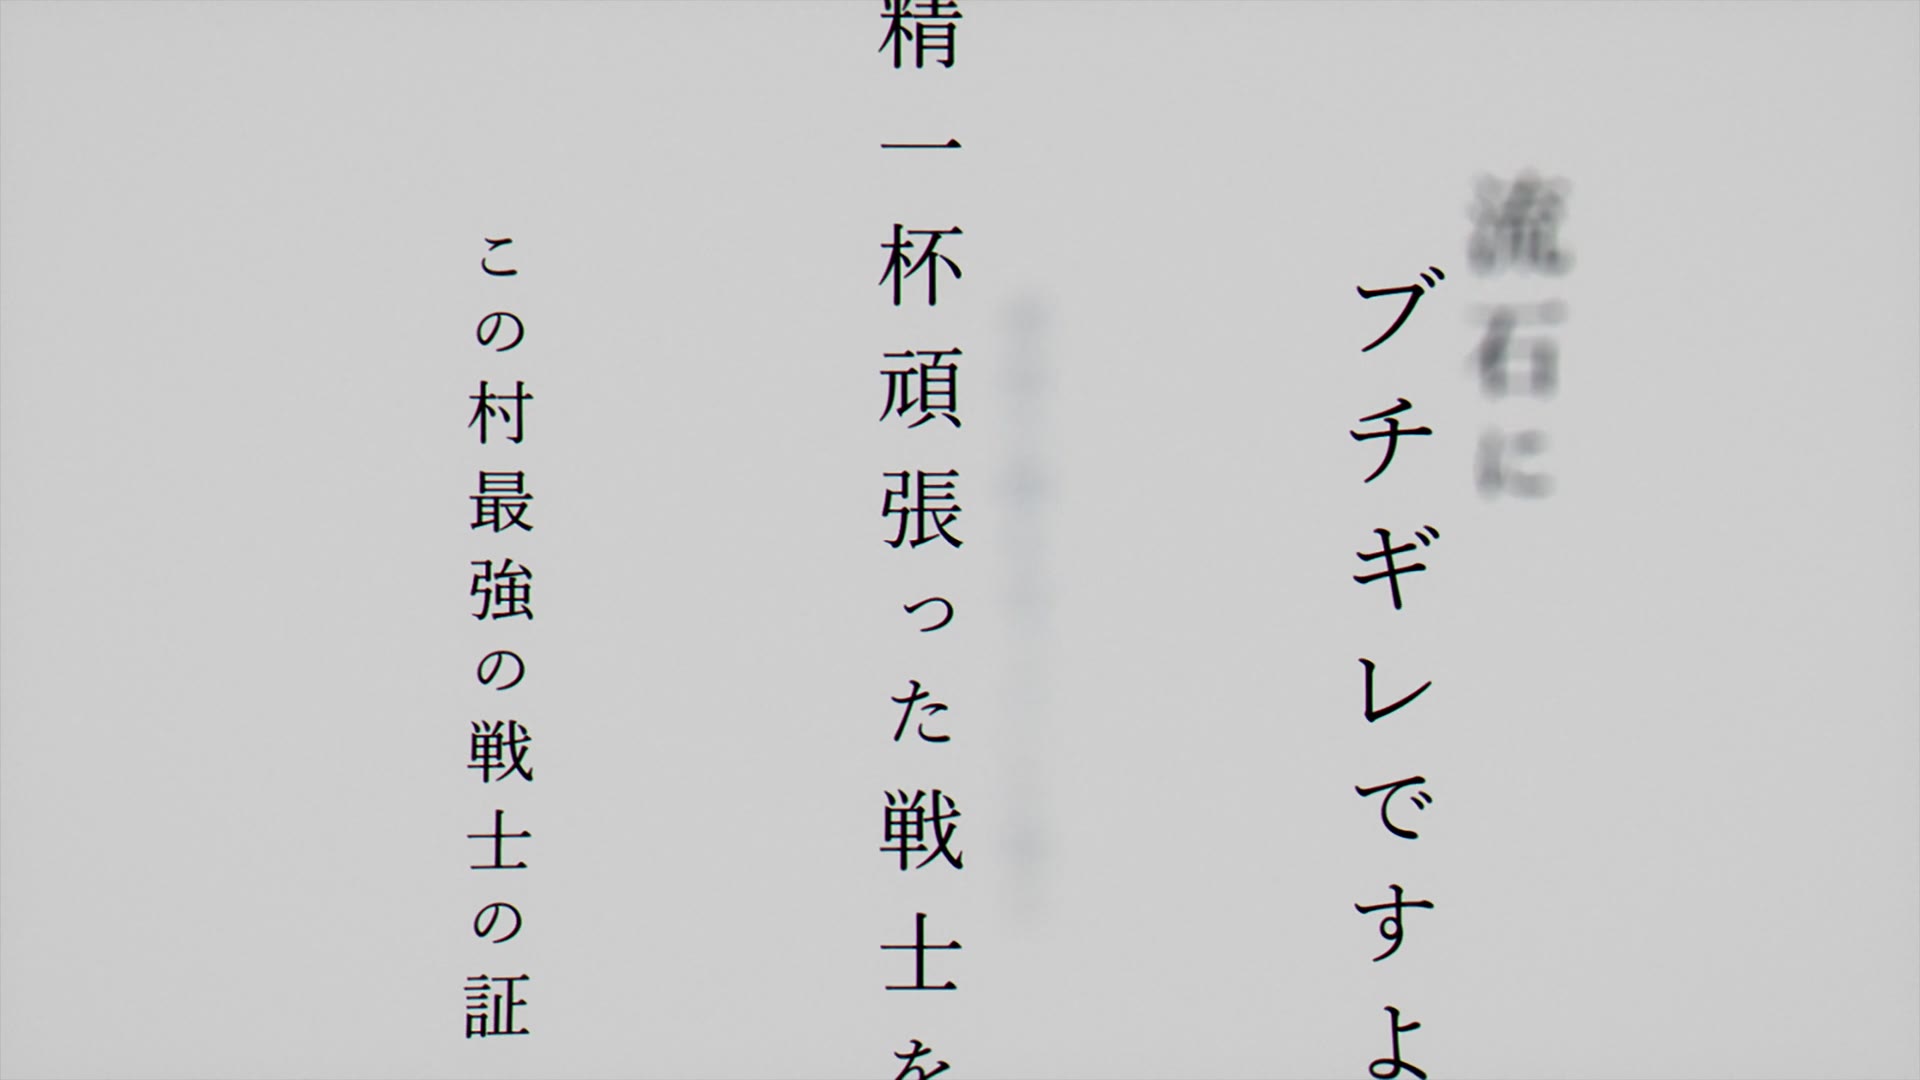 流石に
ブチギレですよ
精一杯頑張った戦士を
この村最強の戦士の証